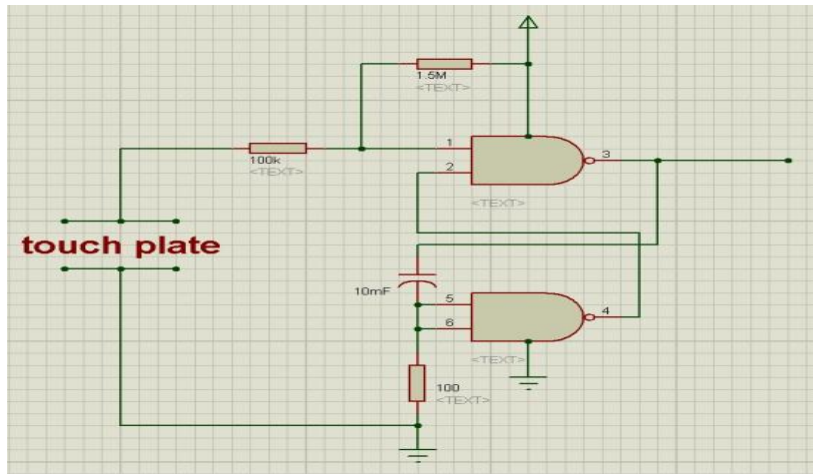 1.5M
<TEXT>
1
3
100k
<TEXT>
2
<TEXT>
touch plate
10mF
5
4
6
<TEXT>
100
<TEXT>